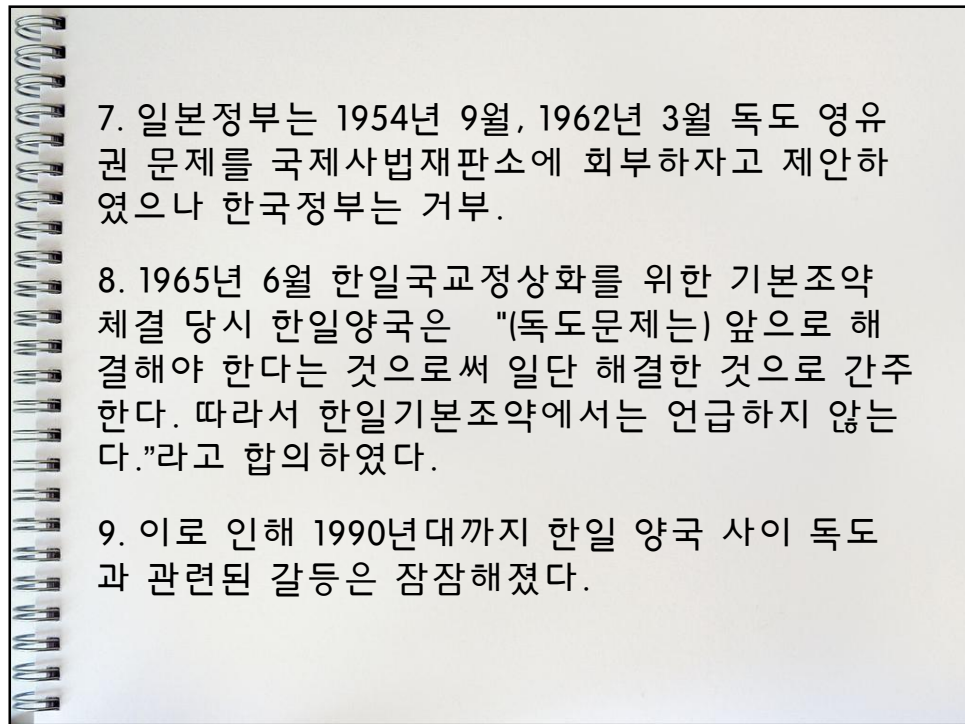 7. 일본정부는 1954년 9월, 1962년 3월 독도 영유
권 문제를 국제사법재판소에 회부하자고 제안하
였으나 한국정부는 거부.
8. 1965년 6월 한일국교정상화를 위한 기본조약
체결 당시 한일양국은 "(독도문제는) 앞으로 해
결해야 한다는 것으로써 일단 해결한 것으로 간주
한다. 따라서 한일기본조약에서는 언급하지 않는
다.”라고 합의하였다.
9. 이로 인해 1990년대까지 한일 양국 사이 독도
과 관련된 갈등은 잠잠해졌다.